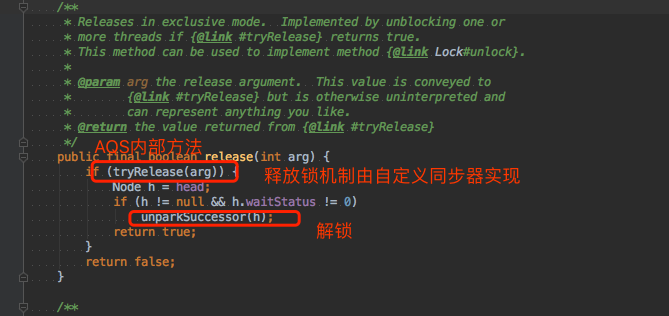 /**
* Releases in exclusive mode.  Implemented by unblocking one or
* more threads if {@link #tryRelease} returns true.
* This method can be used to implement method {@link Lock#unlock}.
*
* @param arg the release argument.  This value is conveyed to
*        {@link #tryRelease} but is otherwise uninterpreted and
*        can represent anything you like.
* @return the value returned from {@link #tryRelease}
*/
AQS内部方法
public final boolean release(int arg) {
if (tryRelease(arg)) {
释放锁机制由自定义同步器实现
Node h = head;
if (h != null && h.waitStatus != 0)
unparkSuccessor(h);
解锁
return true;
}
return false;
}
/**